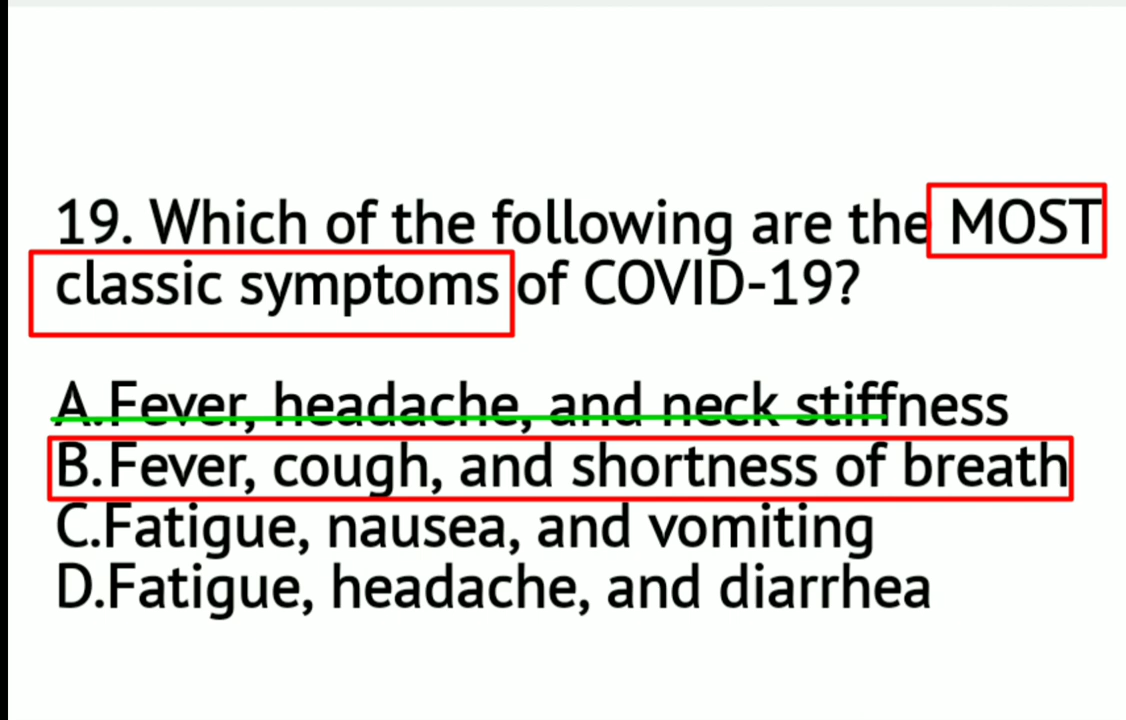 19. Which of the following are the MOST
classic symptoms of COVID-19?
A.Fever, headache, and neck stiffness
B.Fever, cough, and shortness of breath
C.Fatigue, nausea, and vomiting
D.Fatigue, headache, and diarrhea